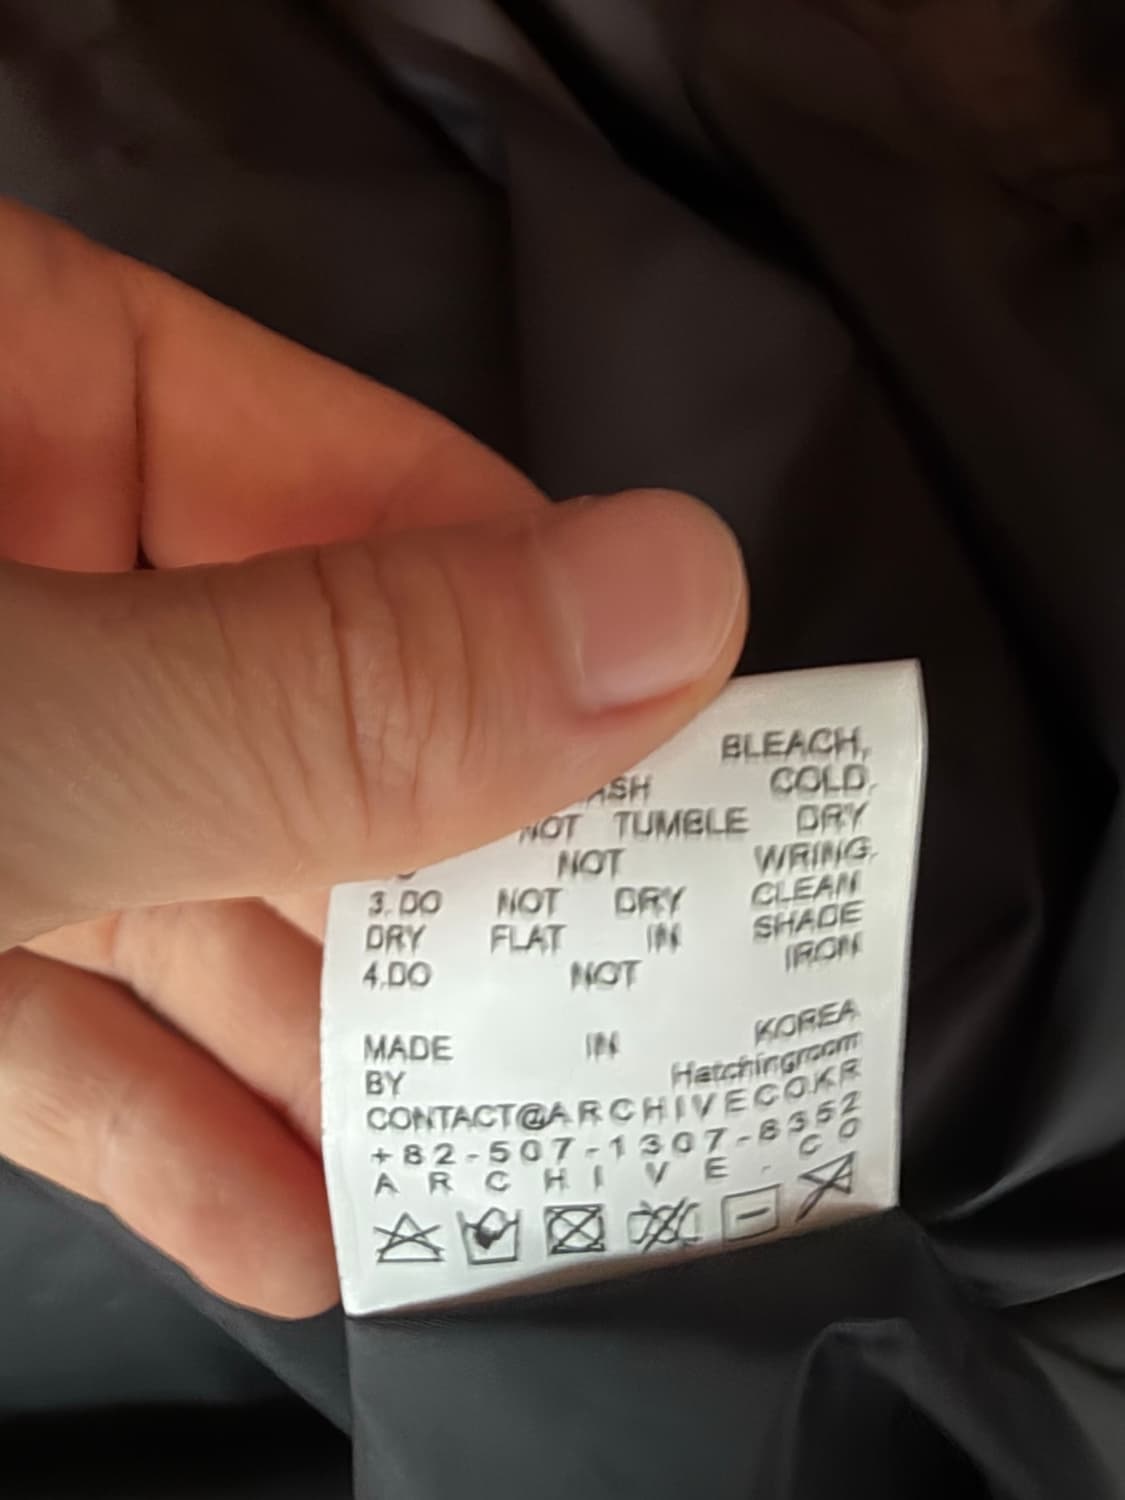 BLEACH,
COLD.
NOT TUMBLE DRY
NOT WRING.
3. DO NOT DRY CLEAN
DRY FLAT IN SHADE
4.DO NOT IRON
MADE IN KOREA
BY Hatchingroom
CONTACT@ARCHIVECOKR
+82-507-1307-8352
ARCHIVE.CO